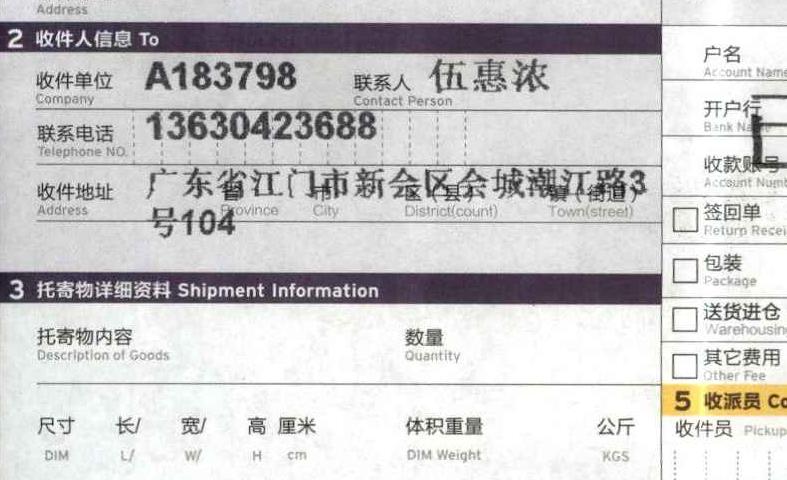 Address
2 收件人信息 To
收件单位 A183798 联系人 伍惠浓
Company Contact Person
联系电话 13630423688
Telephone NO.
收件地址 广东省江门市新会区会城潮江路3
省 市 区(县) 镇(街道)
Address Province City District(count) Town(street)
号104
3 托寄物详细资料 Shipment Information
托寄物内容 数量
Description of Goods Quantity
尺寸 长/ 宽/ 高 厘米 体积重量 公斤
DIM L/ W/ H cm DIM Weight KGS
户名
Account Name
开户行
Bank Name
收款账号
Account Numb
签回单
Return Recei
包装
Package
送货进仓
Warehousin
其它费用
Other Fee
5 收派员 Co
收件员 Pickup